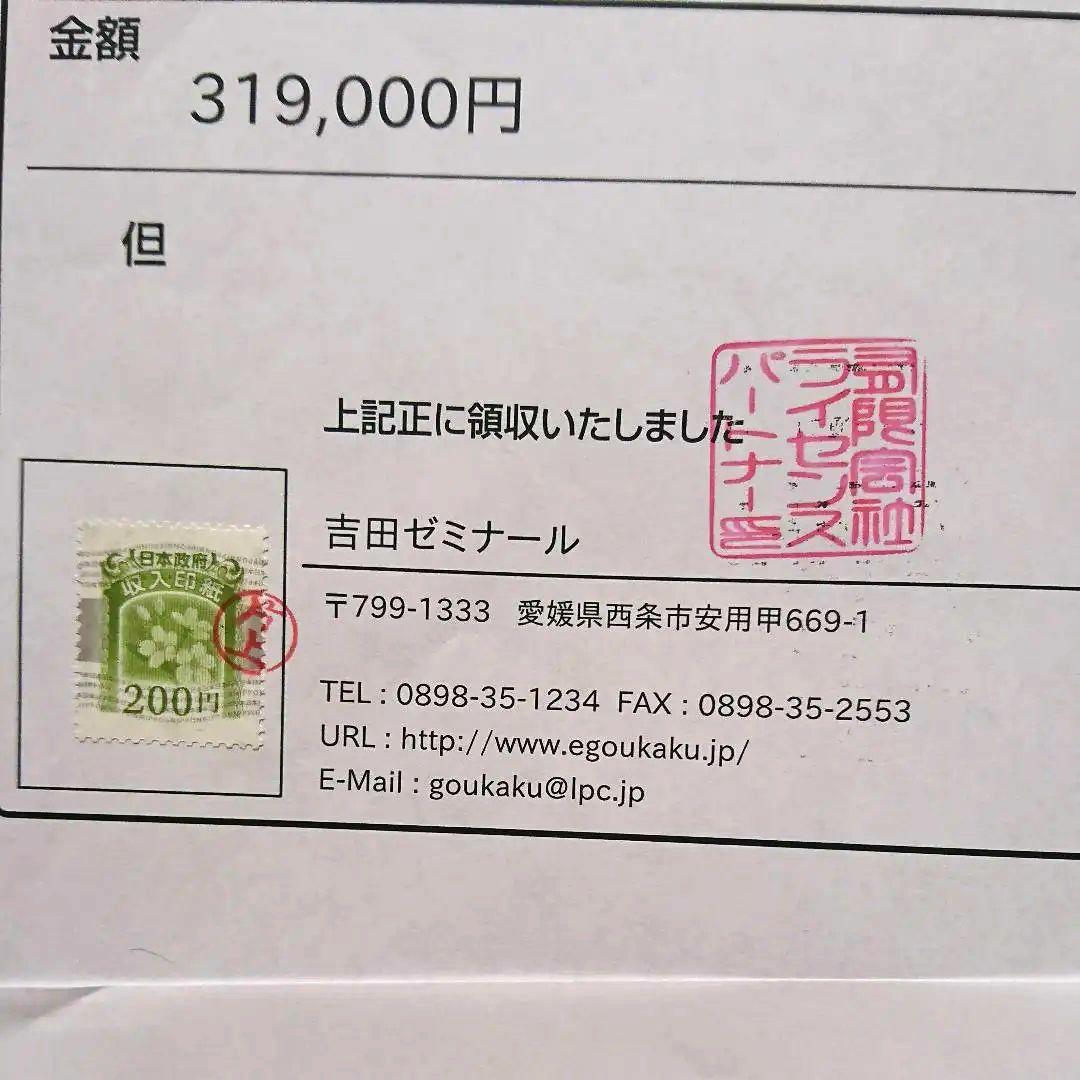 金額
319,000円
但
上記正に領収いたしました
有限会社
ライセンス
パートナー印
吉田ゼミナール
日本政府
収入印紙
200円
〒799-1333 愛媛県西条市安用甲669-1
TEL : 0898-35-1234 FAX : 0898-35-2553
URL : http://www.egoukaku.jp/
E-Mail : goukaku@lpc.jp